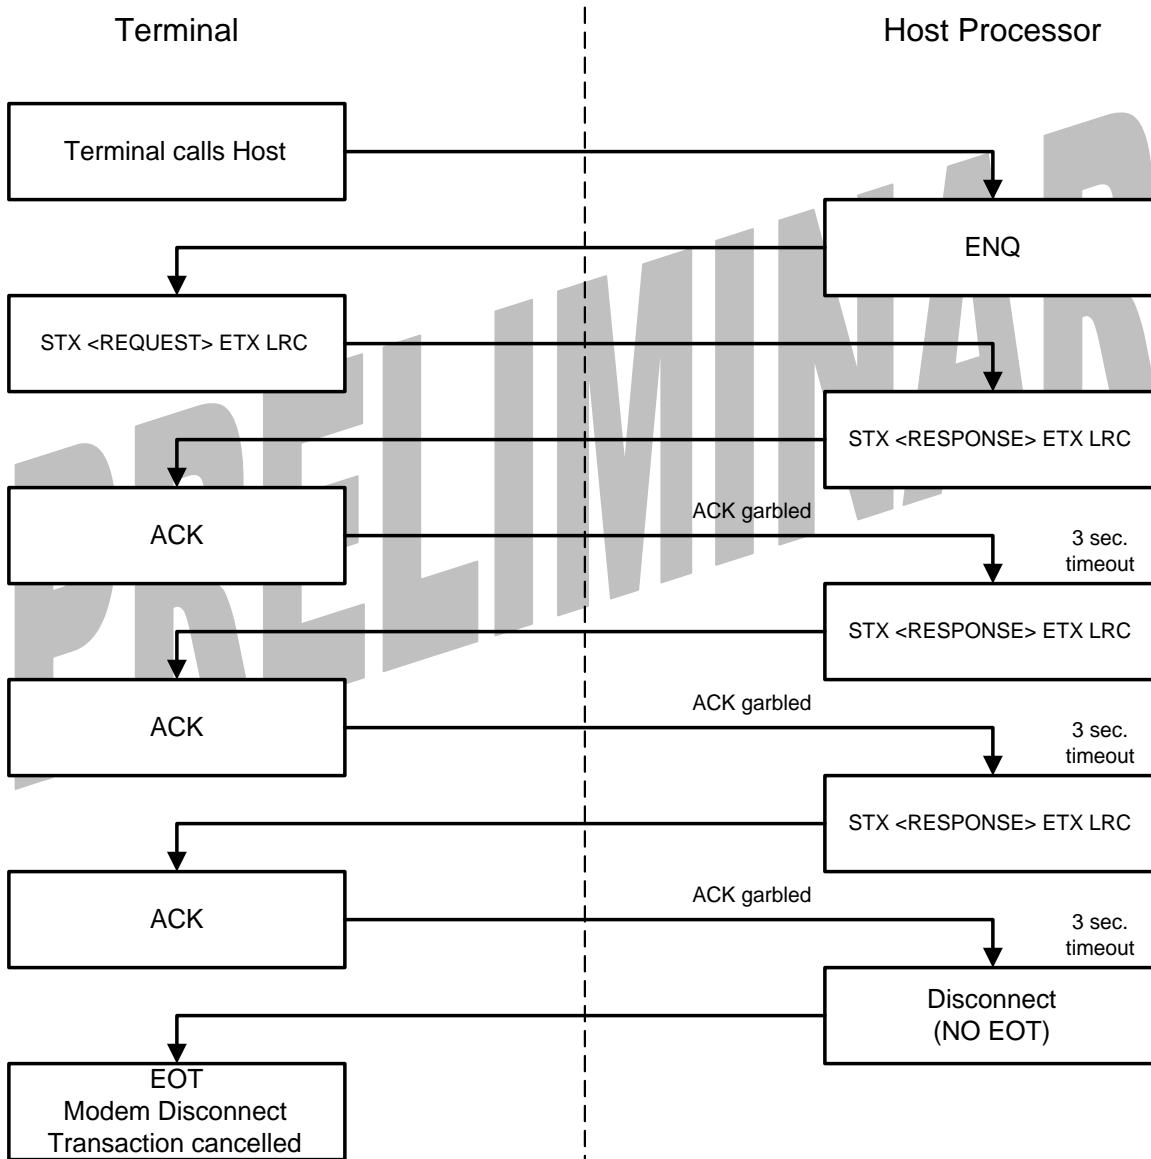 Terminal
Host Processor
Terminal calls Host
ENQ
STX <REQUEST> ETX LRC
STX <RESPONSE> ETX LRC
ACK
ACK garbled
3 sec.
timeout
STX <RESPONSE> ETX LRC
ACK
ACK garbled
3 sec.
timeout
STX <RESPONSE> ETX LRC
ACK
ACK garbled
3 sec.
timeout
Disconnect
(NO EOT)
EOT
Modem Disconnect
Transaction cancelled
PRELIMINAR